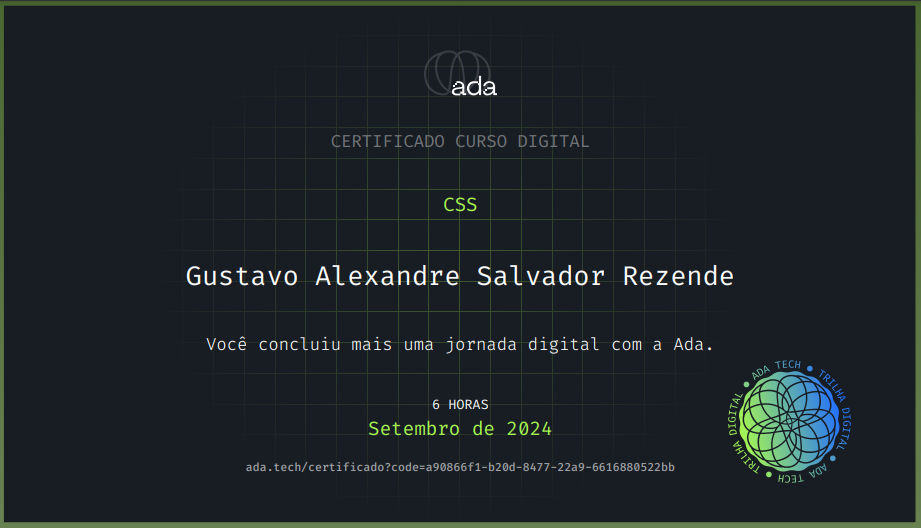 ada
CERTIFICADO CURSO DIGITAL
CSS
Gustavo Alexandre Salvador Rezende
Você concluiu mais uma jornada digital com a Ada.
6 HORAS
Setembro de 2024
ada.tech/certificado?code=a90866f1-b20d-8477-22a9-6616880522bb
ADA TECH • TRILHA DIGITAL • ADA TECH • TRILHA DIGITAL •